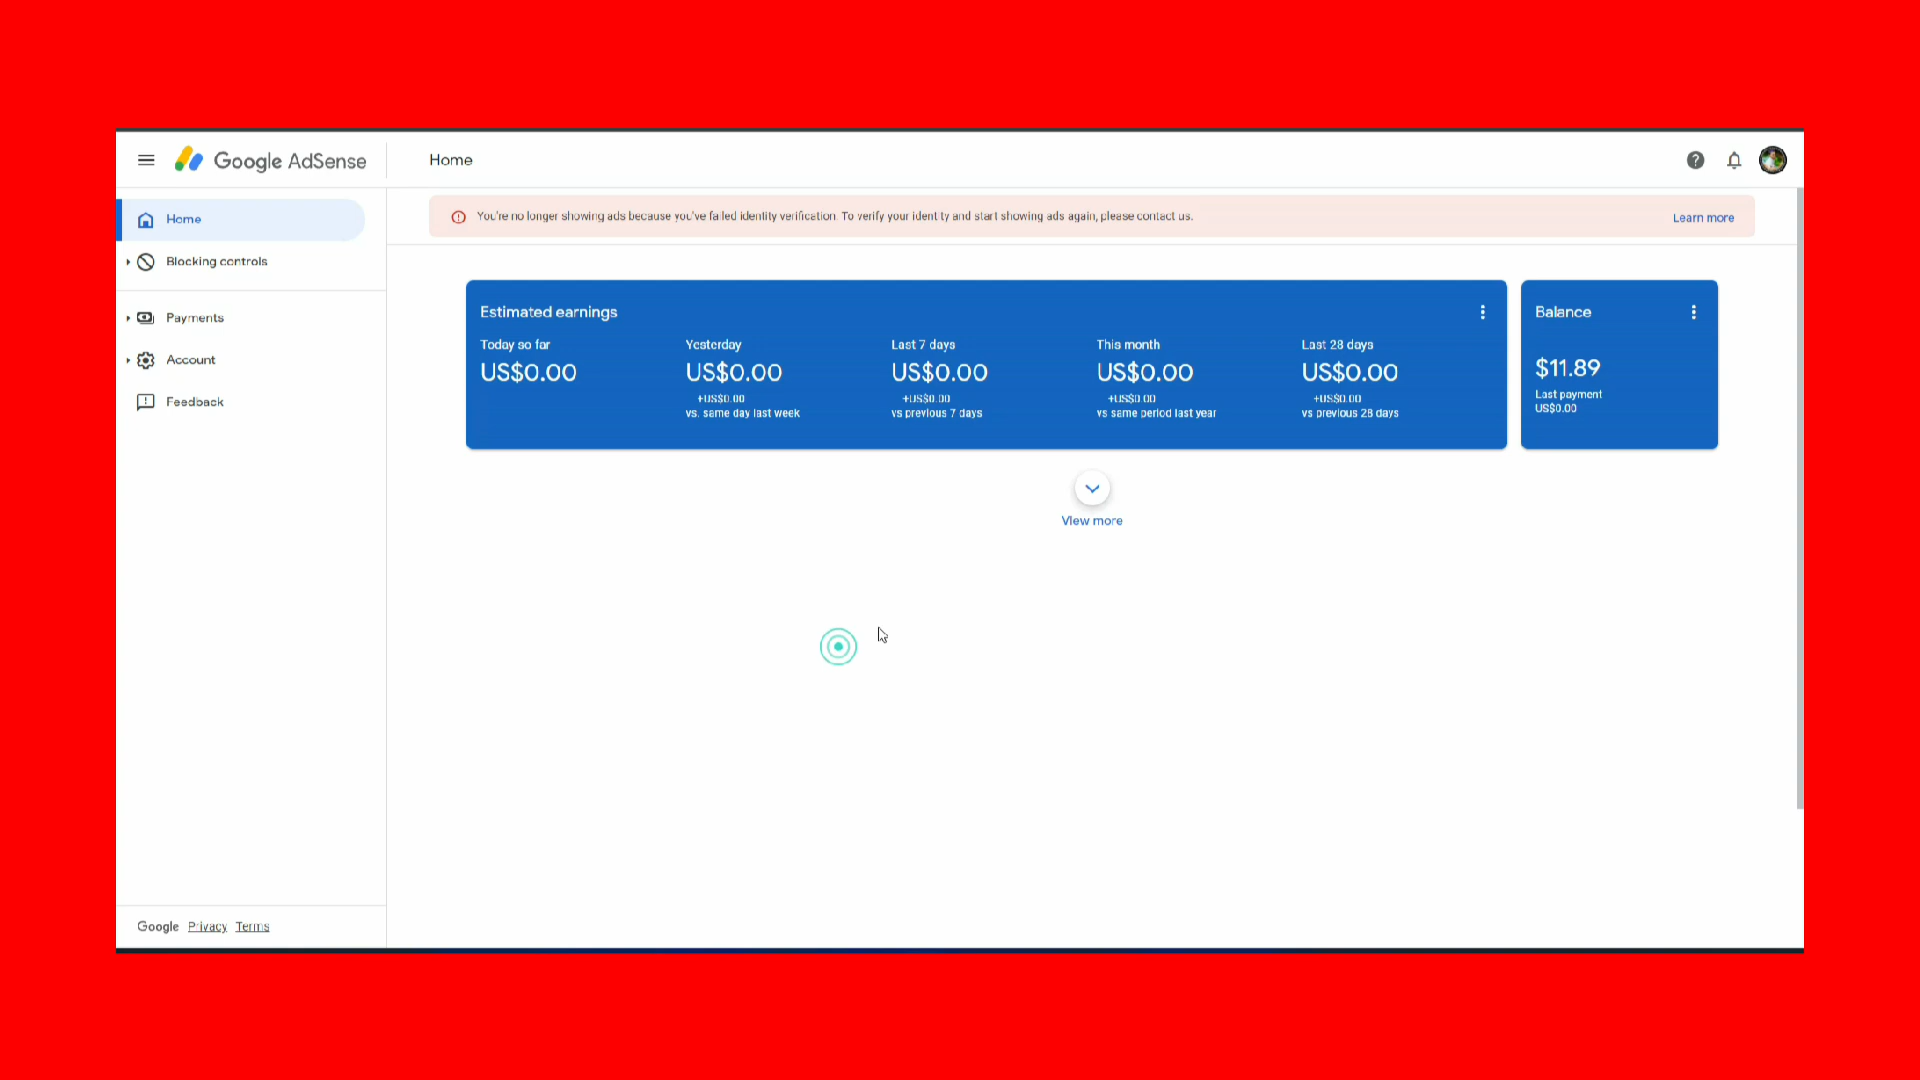 Google AdSense
Home
Home
Blocking controls
Payments
Account
Feedback
You're no longer showing ads because you've failed identity verification. To verify your identity and start showing ads again, please contact us.
Learn more
Estimated earnings
Today so far
US$0.00
Yesterday
US$0.00
+US$0.00
vs. same day last week
Last 7 days
US$0.00
+US$0.00
vs previous 7 days
This month
US$0.00
+US$0.00
vs same period last year
Last 28 days
US$0.00
+US$0.00
vs previous 28 days
Balance
$11.89
Last payment
US$0.00
View more
Google Privacy Terms